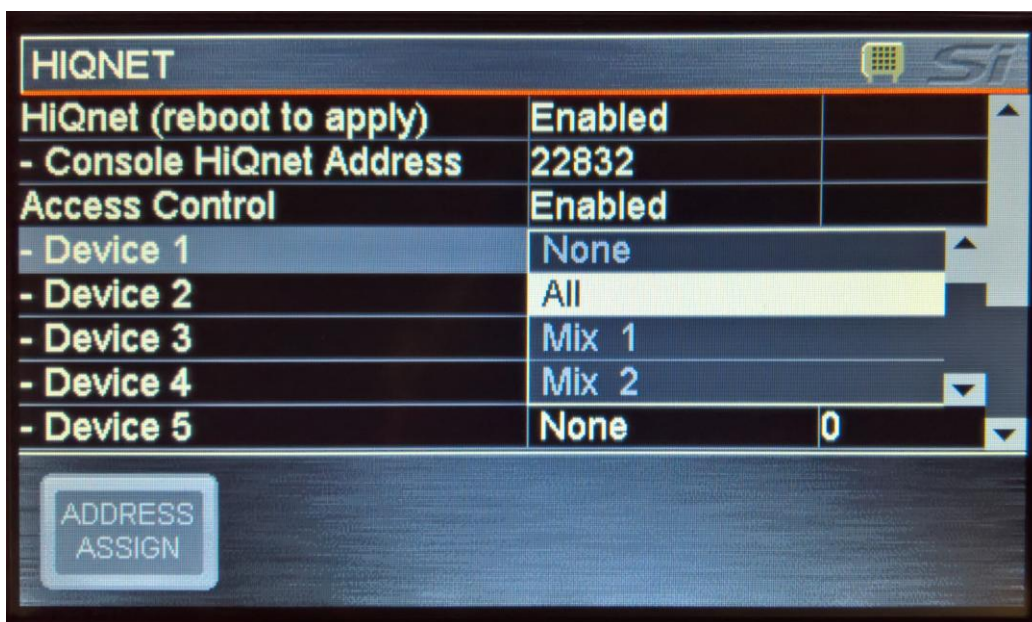 HIQNET Si
HiQnet (reboot to apply) Enabled
- Console HiQnet Address 22832
Access Control Enabled
- Device 1 None
- Device 2 All
- Device 3 Mix 1
- Device 4 Mix 2
- Device 5 None 0
ADDRESS
ASSIGN